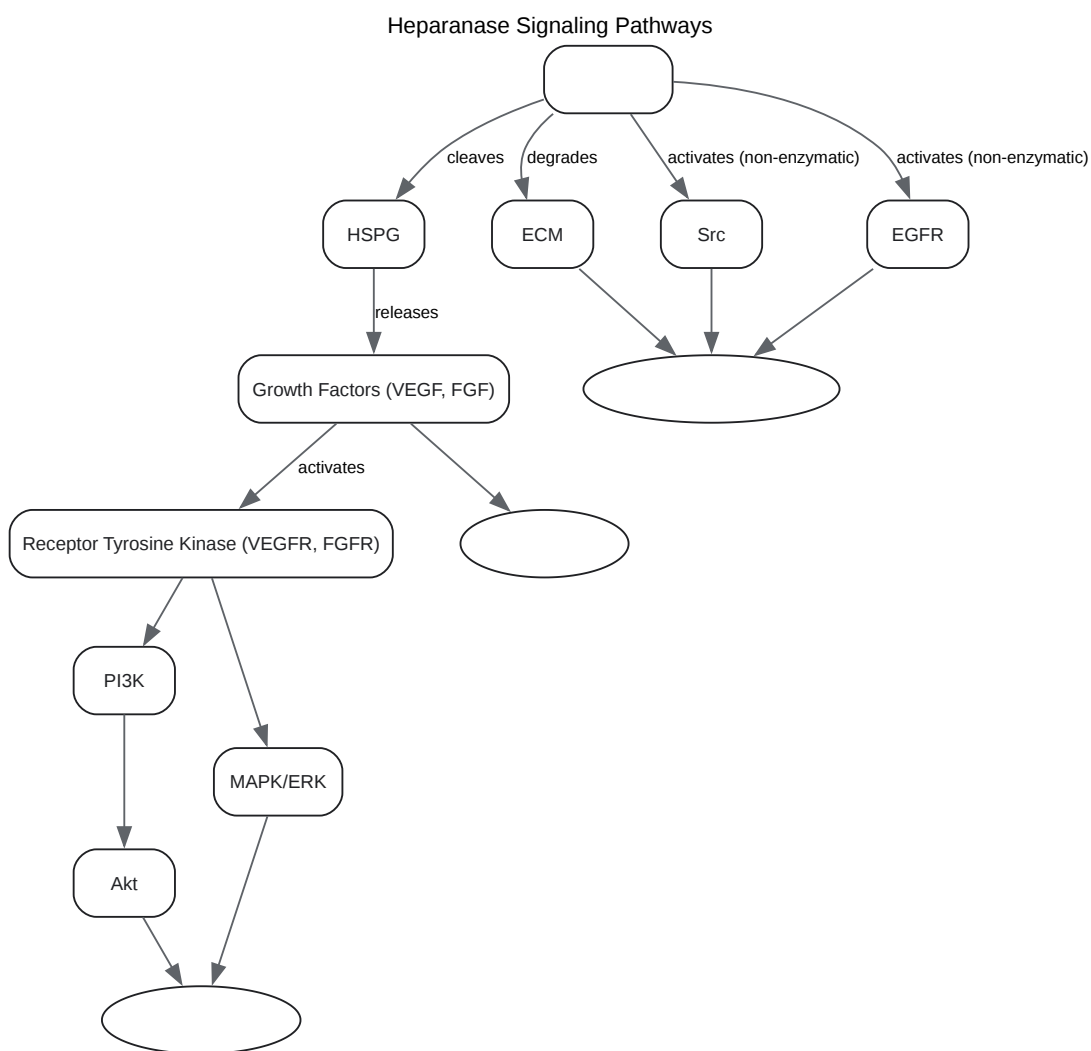 Heparanase Signaling Pathways
cleaves
degrades
activates (non-enzymatic)
activates (non-enzymatic)
HSPG
ECM
Src
EGFR
releases
Growth Factors (VEGF, FGF)
activates
Receptor Tyrosine Kinase (VEGFR, FGFR)
PI3K
MAPK/ERK
Akt